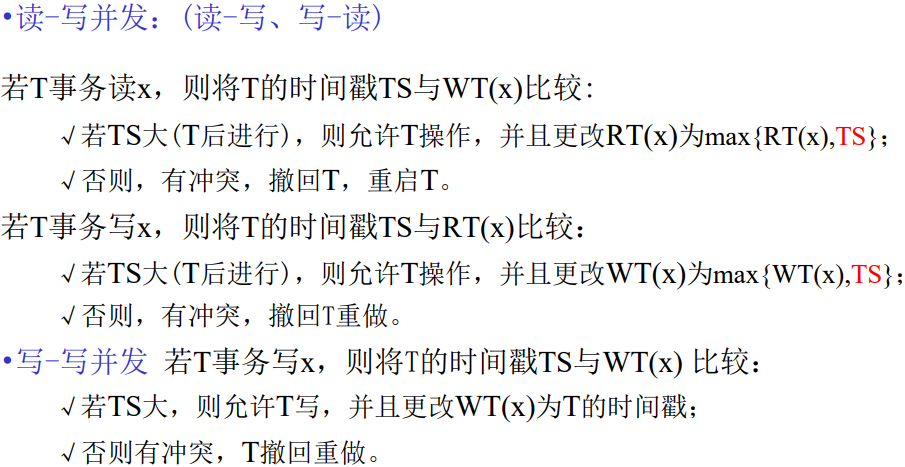 •读-写并发：(读-写、写-读)
若T事务读x，则将T的时间戳TS与WT(x)比较:
√若TS大(T后进行)，则允许T操作，并且更改RT(x)为max{RT(x),TS}；
√否则，有冲突，撤回T，重启T。
若T事务写x，则将T的时间戳TS与RT(x)比较：
√若TS大(T后进行)，则允许T操作，并且更改WT(x)为max{WT(x),TS}；
√否则，有冲突，撤回T重做。
•写-写并发 若T事务写x，则将T的时间戳TS与WT(x) 比较：
√若TS大，则允许T写，并且更改WT(x)为T的时间戳；
√否则有冲突，T撤回重做。